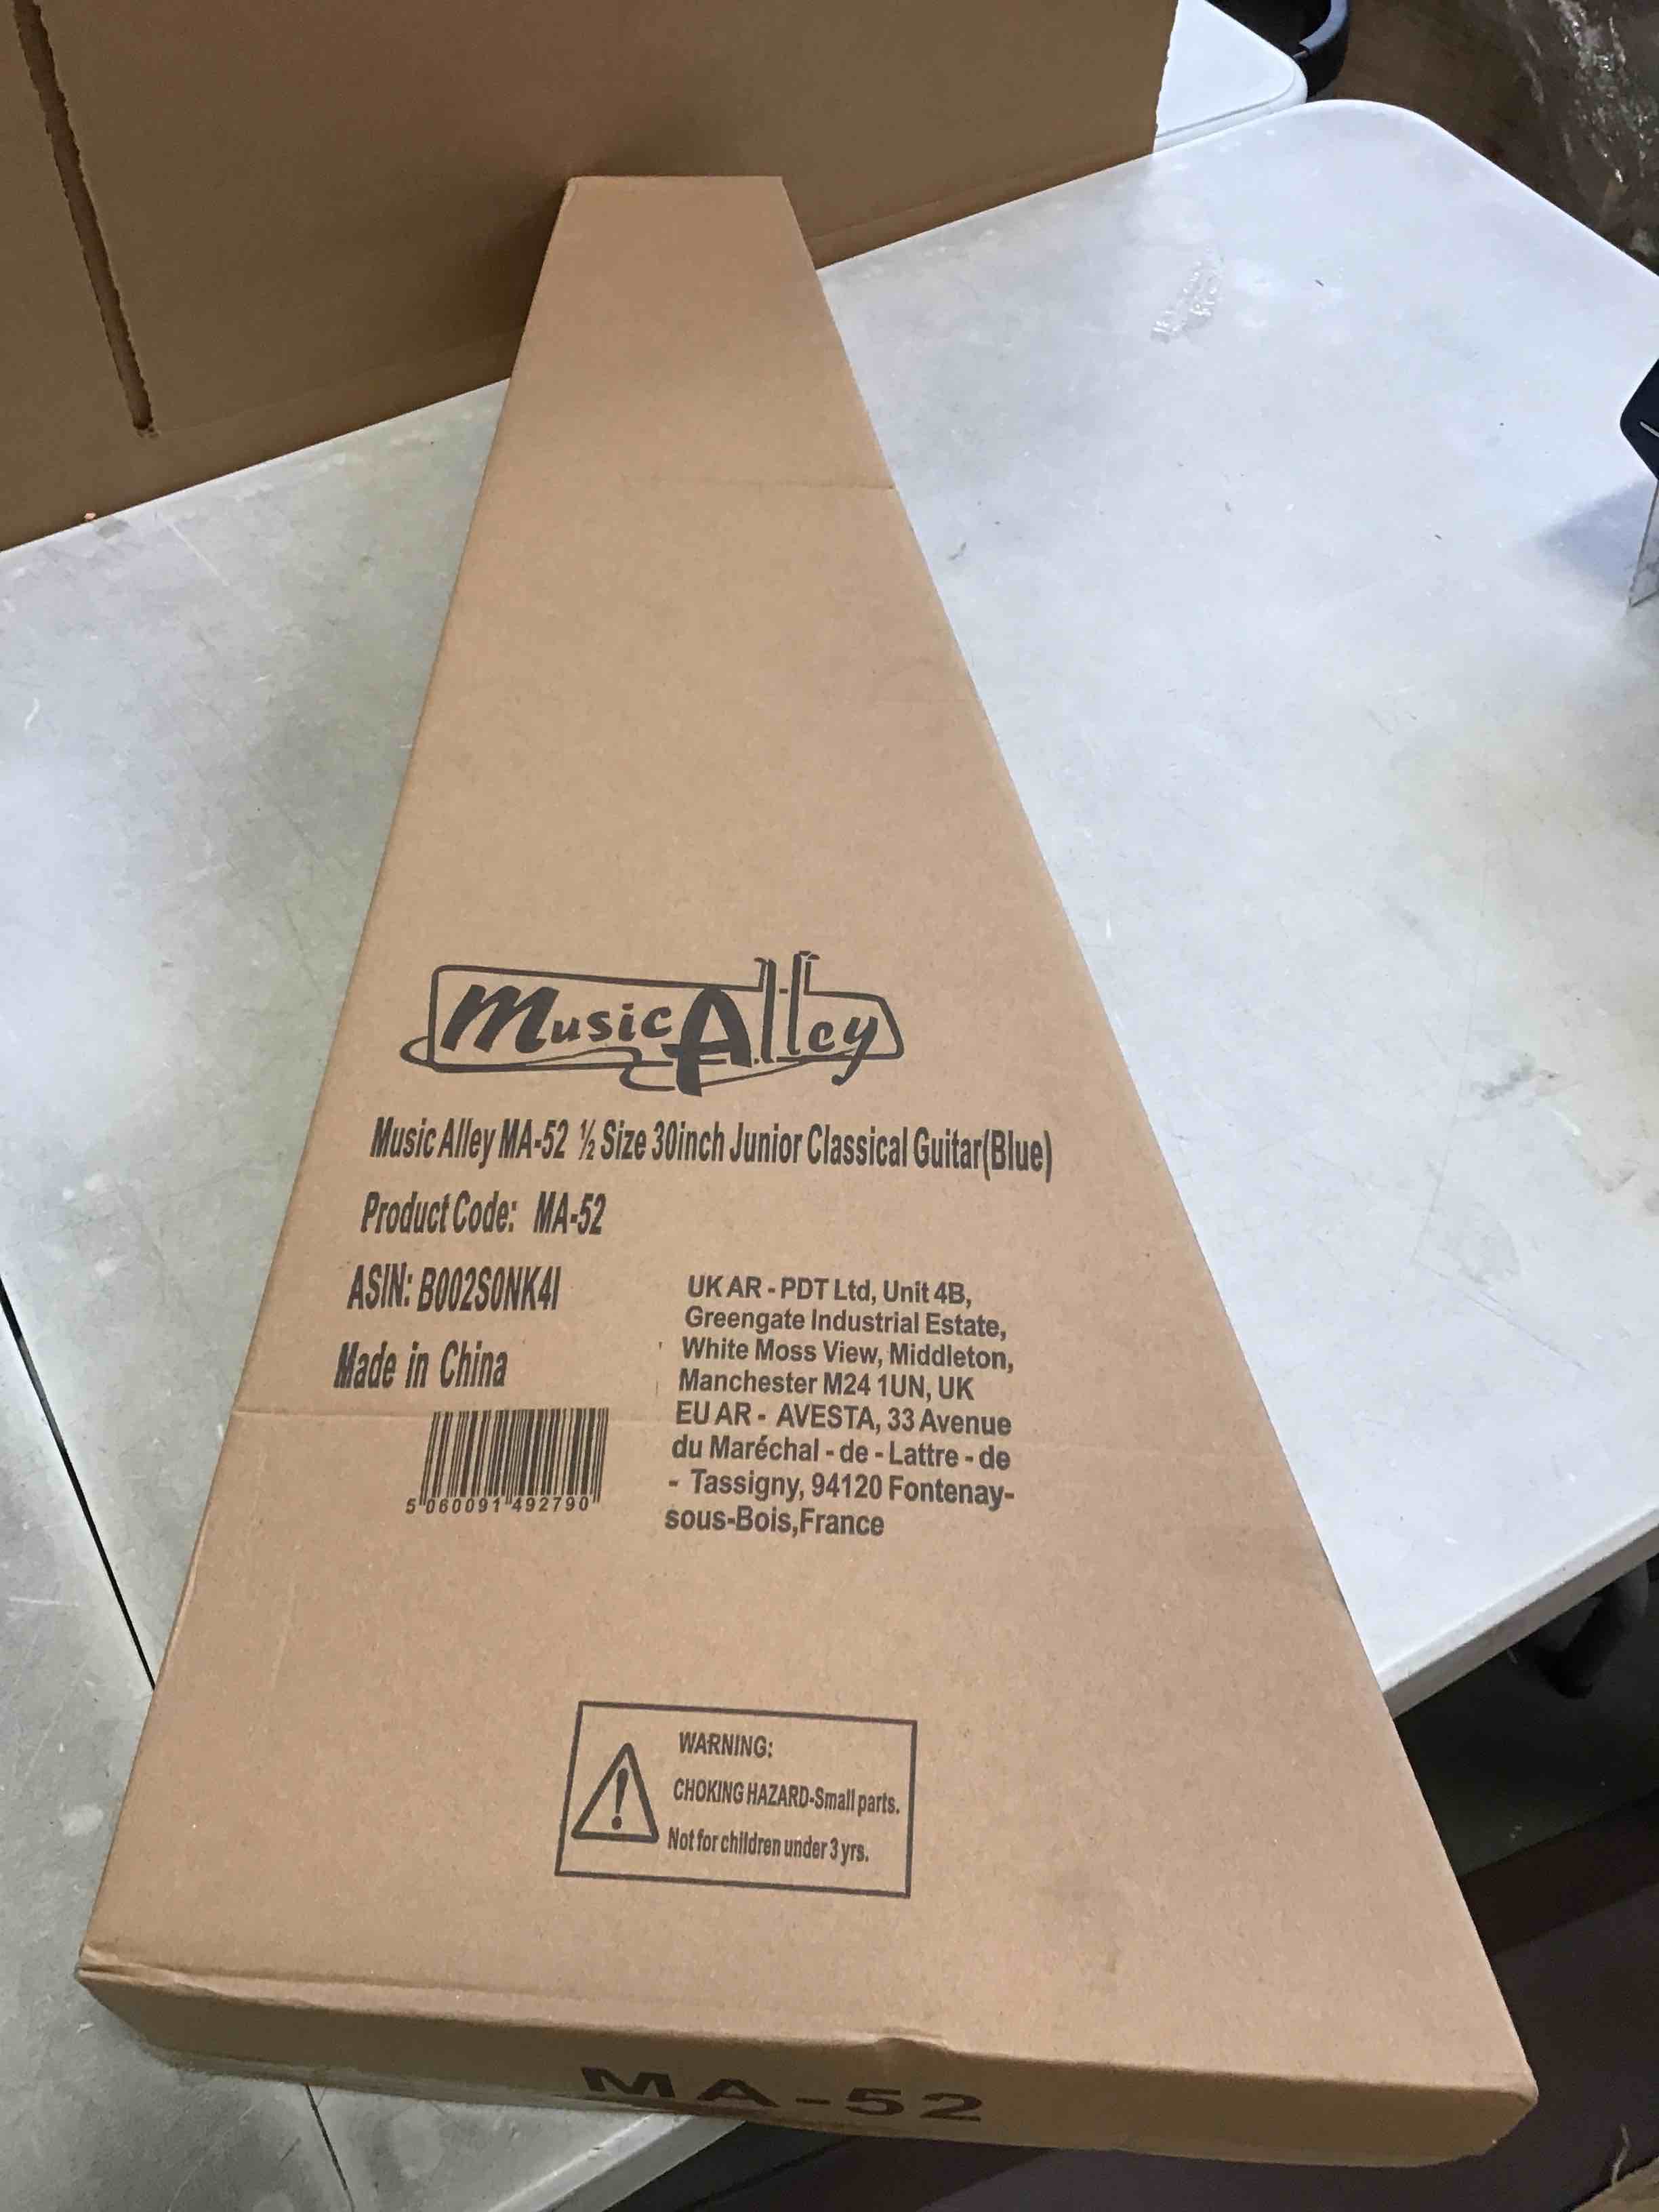 Music Alley
Music Alley MA-52 ½ Size 30inch Junior Classical Guitar(Blue)
Product Code: MA-52
ASIN: B002S0NK4I
Made in China
5 060091 492790
UK AR - PDT Ltd, Unit 4B,
Greengate Industrial Estate,
White Moss View, Middleton,
Manchester M24 1UN, UK
EU AR - AVESTA, 33 Avenue
du Maréchal - de - Lattre - de
- Tassigny, 94120 Fontenay-
sous-Bois,France
WARNING:
CHOKING HAZARD-Small parts.
Not for children under 3 yrs.
MA-52